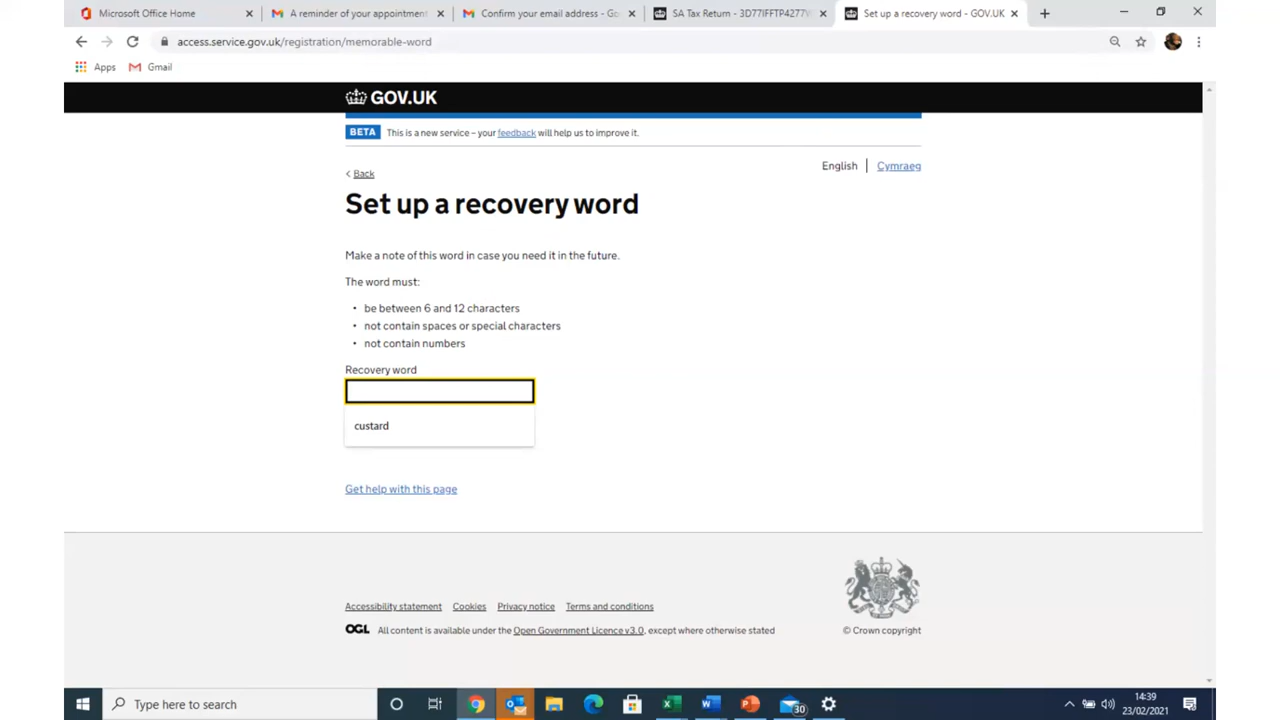 Microsoft Office Home
A reminder of your appointment
Confirm your email address - Go
SA Tax Return - 3D77IFFTP4277
Set up a recovery word - GOV.UK
access.service.gov.uk/registration/memorable-word
Apps Gmail
GOV.UK
BETA This is a new service – your feedback will help us to improve it.
English Cymraeg
Back
Set up a recovery word
Make a note of this word in case you need it in the future.
The word must:
• be between 6 and 12 characters
• not contain spaces or special characters
• not contain numbers
Recovery word
custard
Get help with this page
Accessibility statement Cookies Privacy notice Terms and conditions
OGL All content is available under the Open Government Licence v3.0, except where otherwise stated
© Crown copyright
Type here to search
30
14:39
23/02/2021